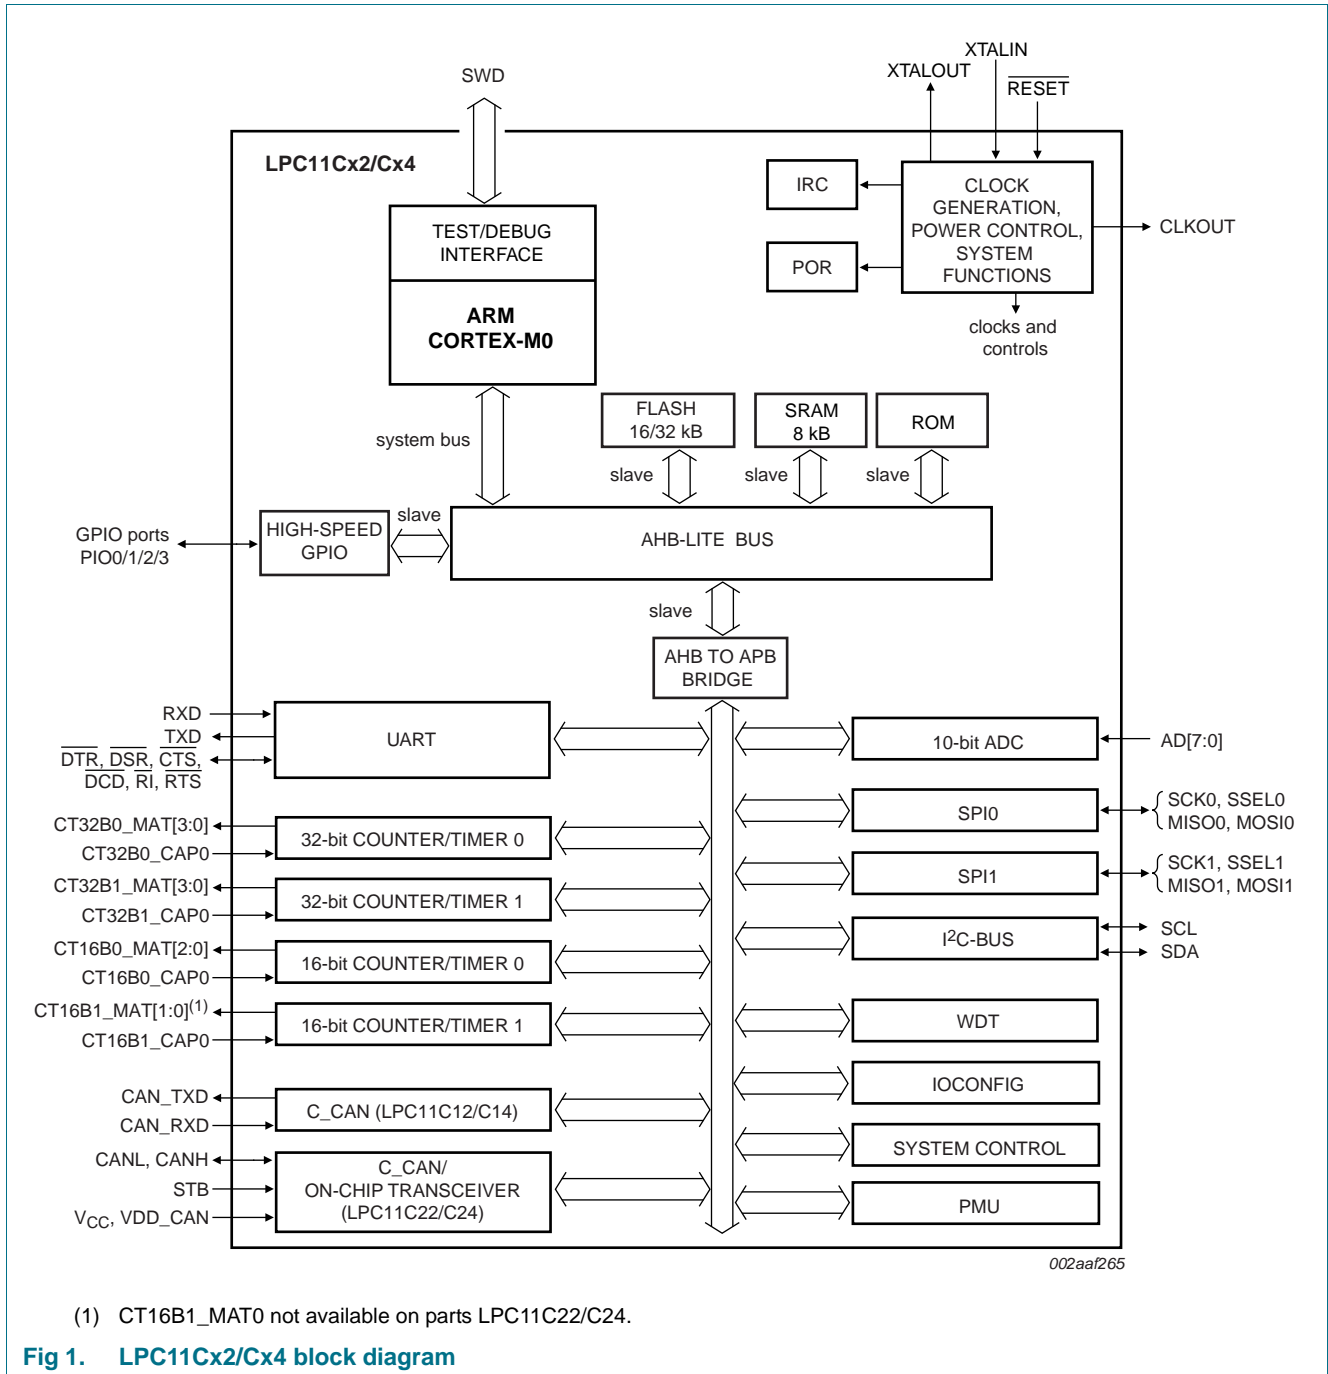 XTALIN
XTALOUT
SWD
RESET
LPC11Cx2/Cx4
IRC
CLOCK
GENERATION,
POWER CONTROL,
SYSTEM
FUNCTIONS
CLKOUT
TEST/DEBUG
INTERFACE
POR
ARM
CORTEX-M0
clocks and
controls
FLASH
16/32 kB
SRAM
8 kB
ROM
system bus
slave
slave
slave
slave
GPIO ports
PIO0/1/2/3
HIGH-SPEED
GPIO
AHB-LITE BUS
slave
AHB TO APB
BRIDGE
RXD
TXD
DTR, DSR, CTS,
DCD, RI, RTS
UART
10-bit ADC
AD[7:0]
CT32B0_MAT[3:0]
CT32B0_CAP0
32-bit COUNTER/TIMER 0
SPI0
SCK0, SSEL0
MISO0, MOSI0
CT32B1_MAT[3:0]
CT32B1_CAP0
32-bit COUNTER/TIMER 1
SPI1
SCK1, SSEL1
MISO1, MOSI1
CT16B0_MAT[2:0]
CT16B0_CAP0
16-bit COUNTER/TIMER 0
I2C-BUS
SCL
SDA
CT16B1_MAT[1:0](1)
CT16B1_CAP0
16-bit COUNTER/TIMER 1
WDT
IOCONFIG
CAN_TXD
CAN_RXD
C_CAN (LPC11C12/C14)
SYSTEM CONTROL
CANL, CANH
STB
VCC, VDD_CAN
C_CAN/
ON-CHIP TRANSCEIVER
(LPC11C22/C24)
PMU
002aaf265
(1) CT16B1_MAT0 not available on parts LPC11C22/C24.
Fig 1. LPC11Cx2/Cx4 block diagram